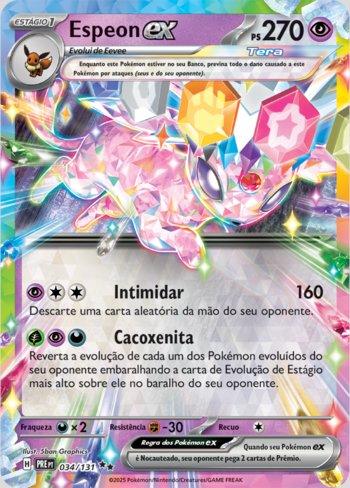 ESTÁGIO 1
Espeon ex
PS 270
Evolui de Eevee
Tera
Enquanto este Pokémon estiver no seu Banco, previna todo o dano causado a este
Pokémon por ataques (seus e do seu oponente).
Intimidar 160
Descarte uma carta aleatória da mão do seu oponente.
Cacoxenita
Reverta a evolução de cada um dos Pokémon evoluídos do
seu oponente embaralhando a carta de Evolução de Estágio
mais alto sobre ele no baralho do seu oponente.
Fraqueza ×2 Resistência -30 Recuo
Regra dos Pokémon ex
Quando seu Pokémon ex
é Nocauteado, seu oponente pega 2 cartas de Prêmio.
Ilust. 5ban Graphics
H PRE PT 034/131
©2025 Pokémon/Nintendo/Creatures/GAME FREAK